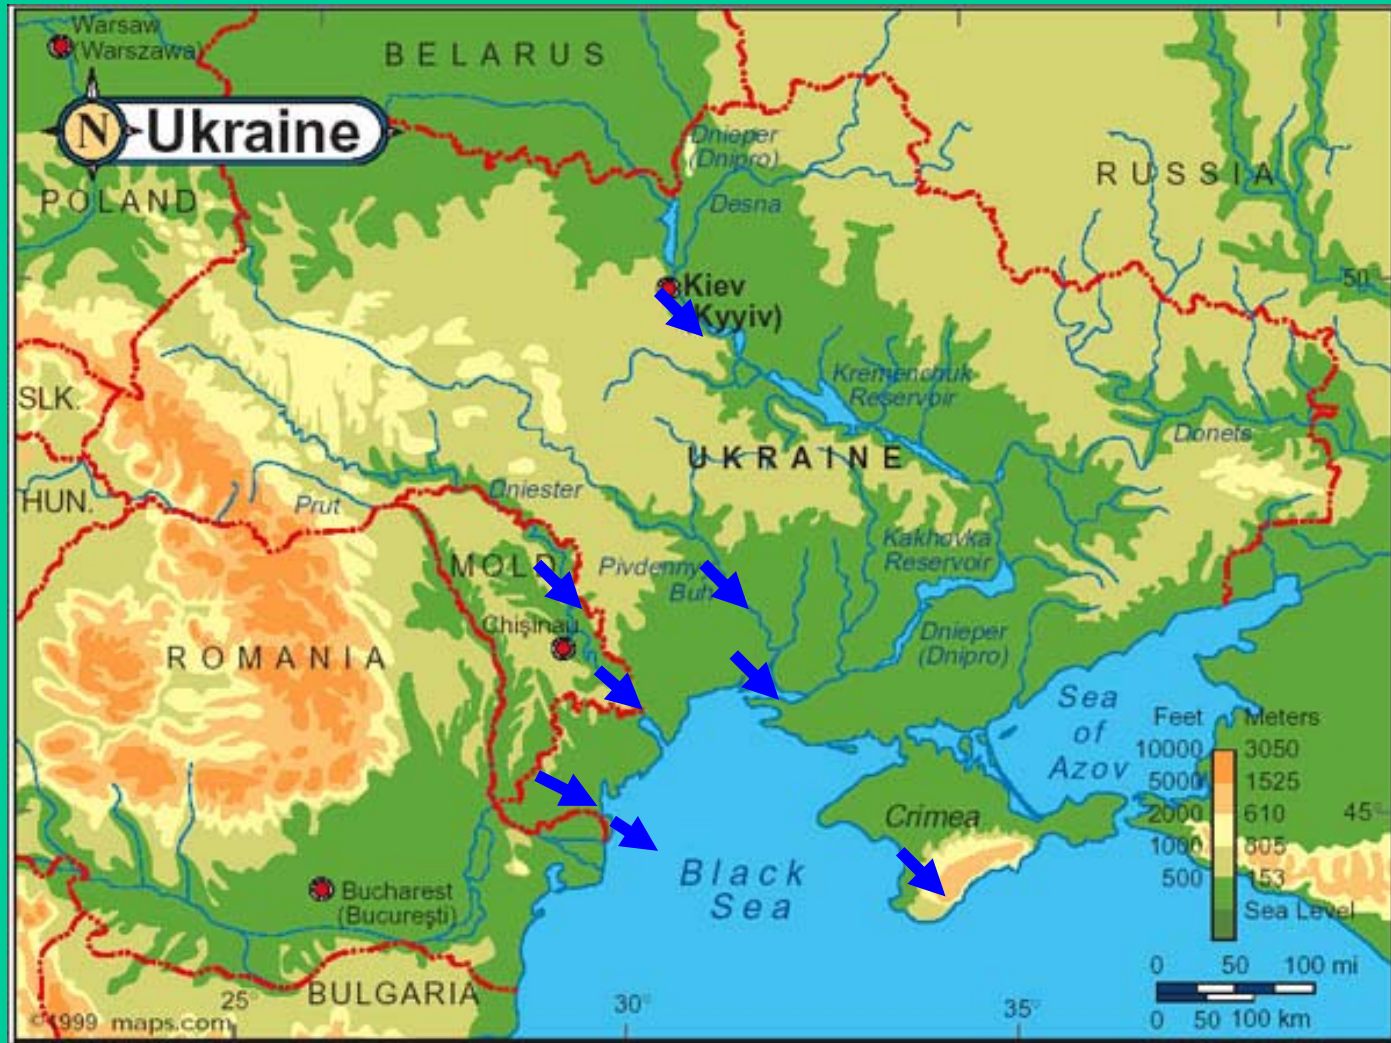 Warsaw
(Warszawa)
BELARUS
N
Ukraine
Dnieper
(Dnipro)
RUSSIA
POLAND
Desna
50°
Kiev
Kyyiv)
Kremenchuk
Reservoir
SLK.
Donets
UKRAINE
HUN.
Prut
Dniester
Kakhovka
Reservoir
MOLD
Pivdennyy
Buh
Chişinău
Dnieper
(Dnipro)
ROMANIA
Sea
of
Azov
Feet
Meters
10000
3050
5000
1525
2000
610
1000
305
500
153
Sea Level
45°
Crimea
Black
Sea
Bucharest
(Bucureşti)
0 50 100 mi
0 50 100 km
25°
30°
35°
BULGARIA
©1999 maps.com